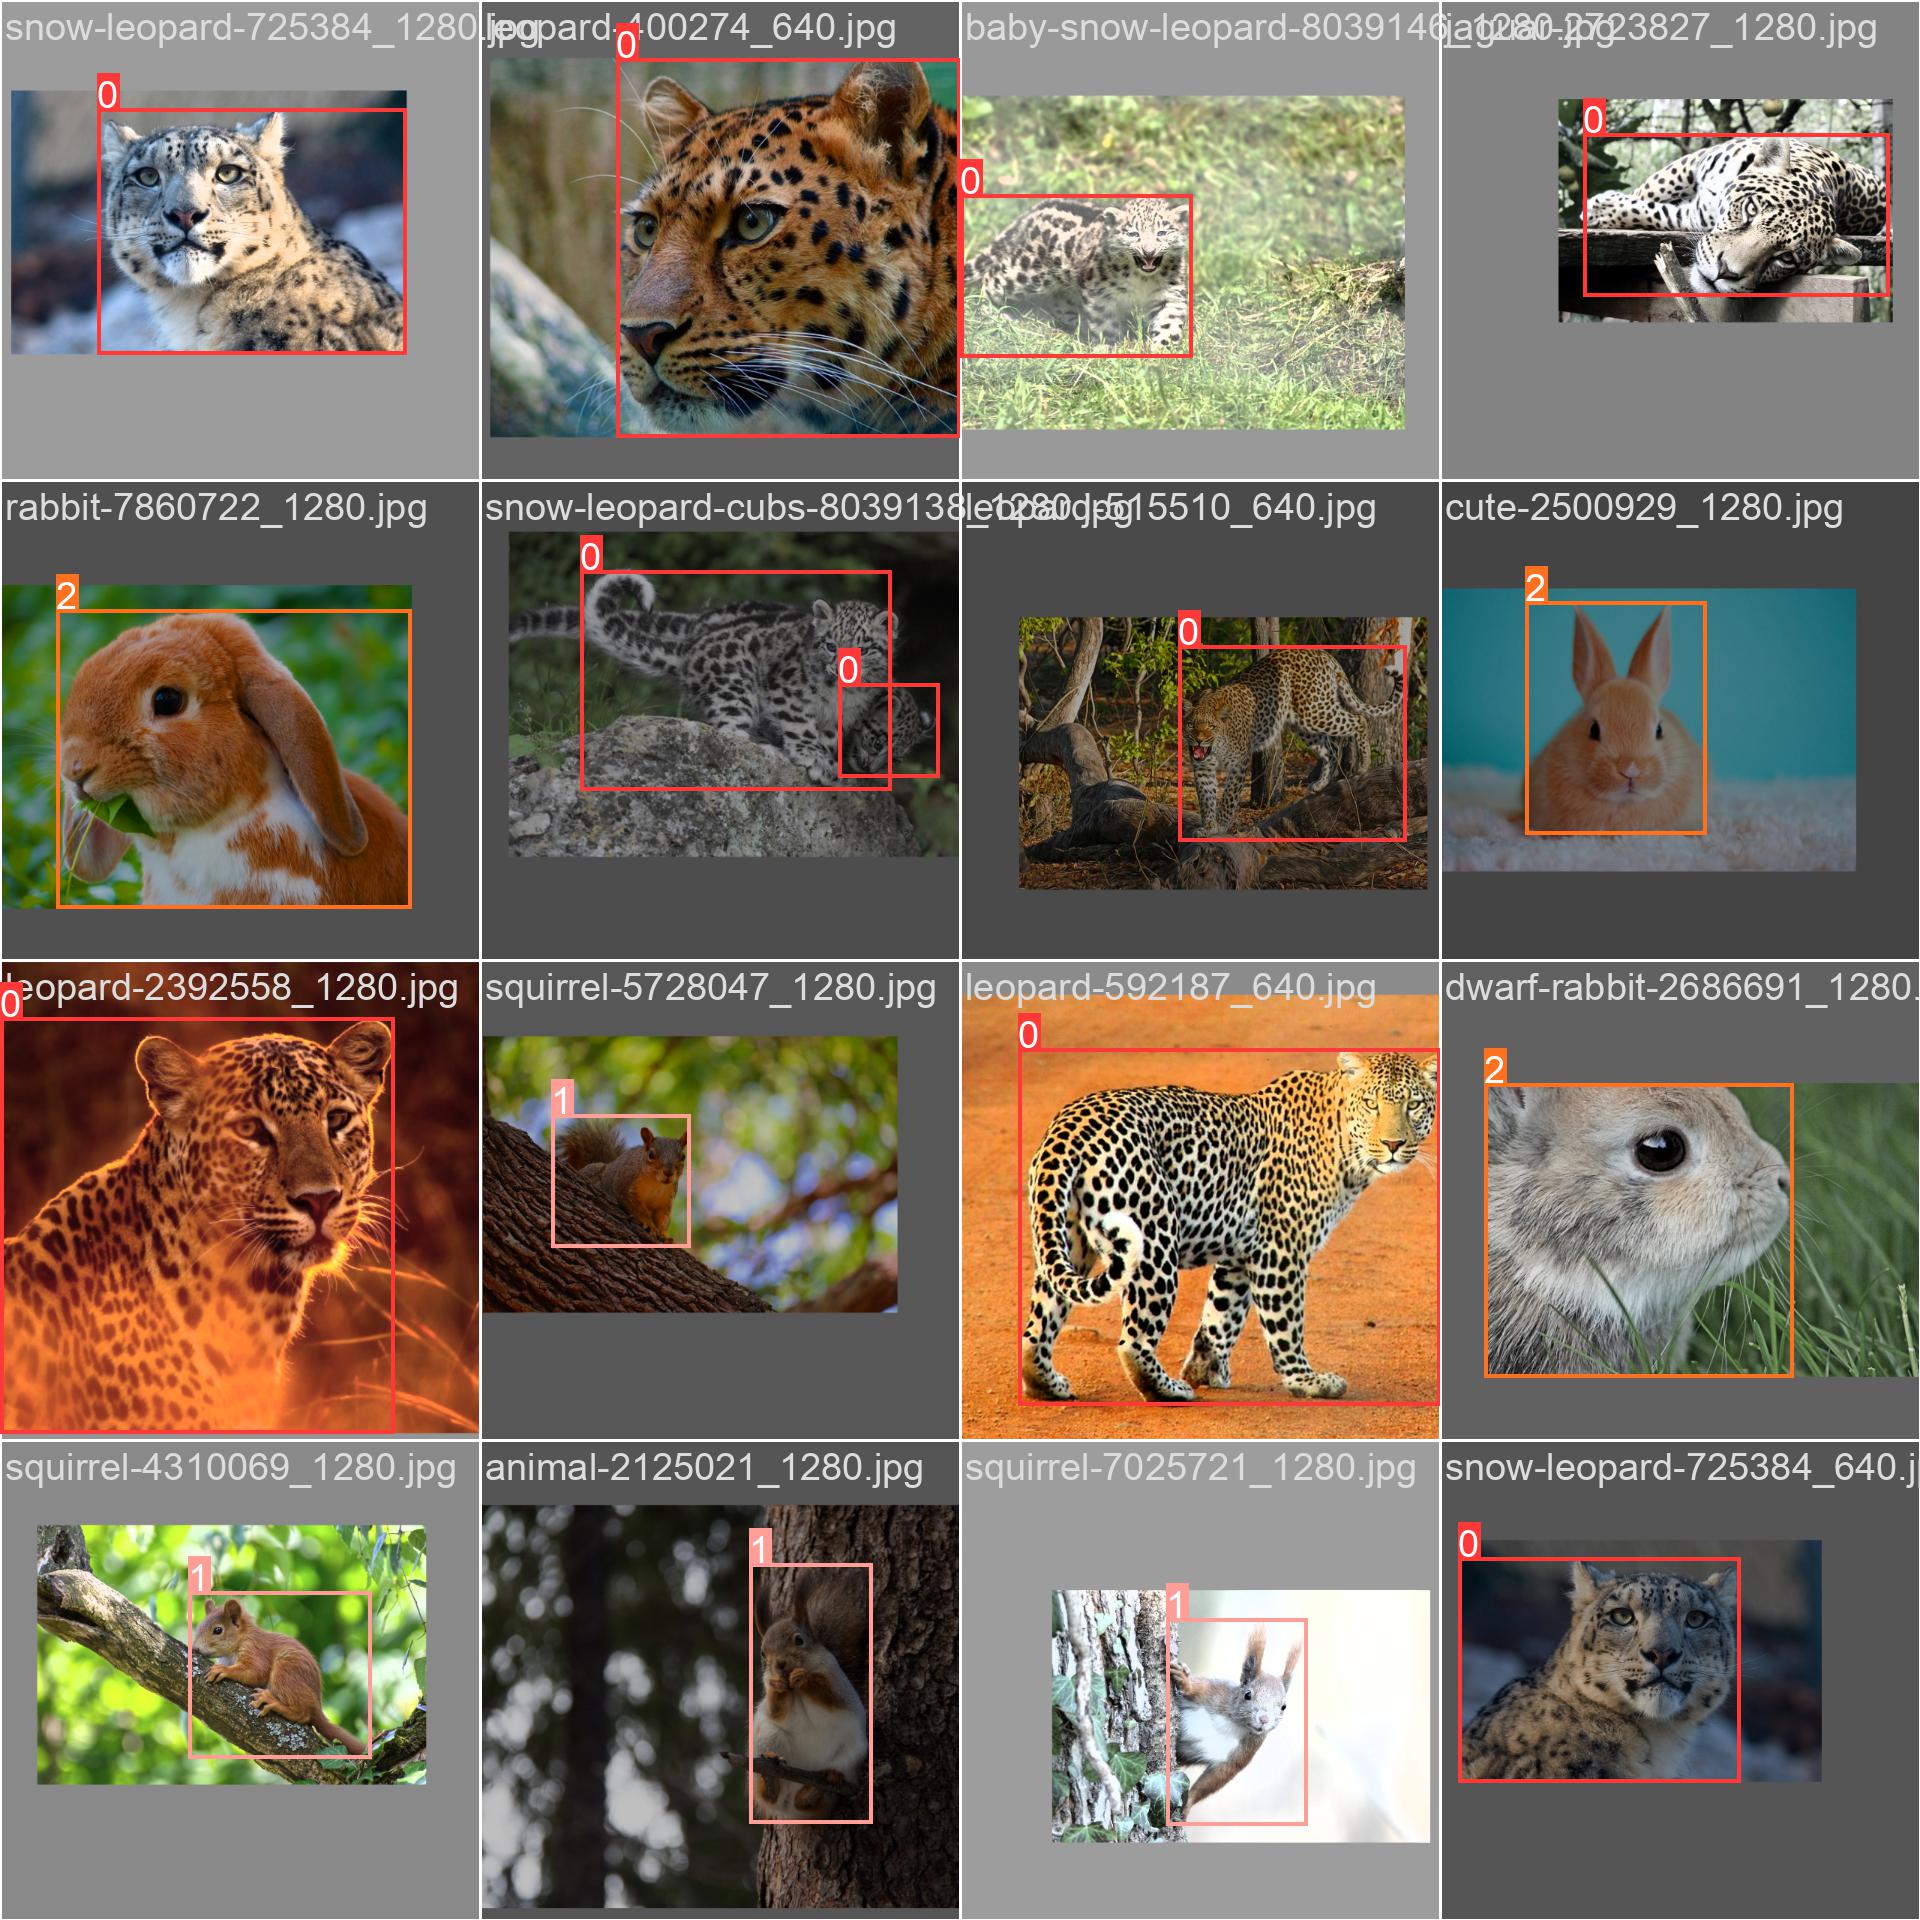 snow-leopard-725384_1280.jpg
leopard-400274_640.jpg
baby-snow-leopard-8039146_1280.jpg
jaguar-2723827_1280.jpg
0
0
0
0
rabbit-7860722_1280.jpg
snow-leopard-cubs-8039138_1280.jpg
leopard-515510_640.jpg
cute-2500929_1280.jpg
2
0
0
0
2
leopard-2392558_1280.jpg
squirrel-5728047_1280.jpg
leopard-592187_640.jpg
dwarf-rabbit-2686691_1280.
0
1
0
2
squirrel-4310069_1280.jpg
animal-2125021_1280.jpg
squirrel-7025721_1280.jpg
snow-leopard-725384_640.j
1
1
1
0